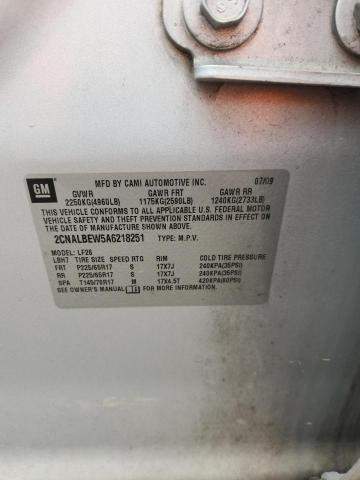 GM
MFD BY CAMI AUTOMOTIVE INC. 07/09
GVWR GAWR FRT GAWR RR
2250KG(4960LB) 1175KG(2590LB) 1240KG(2733LB)
THIS VEHICLE CONFORMS TO ALL APPLICABLE U.S. FEDERAL MOTOR
VEHICLE SAFETY AND THEFT PREVENTION STANDARDS IN EFFECT ON
THE DATE OF MANUFACTURE SHOWN ABOVE.
2CNALBEW5A6218251 TYPE: M.P.V.
MODEL: LF26
LBH7 TIRE SIZE SPEED RTG RIM COLD TIRE PRESSURE
FRT P225/65R17 S 17X7J 240KPA(35PSI)
RR P225/65R17 S 17X7J 240KPA(35PSI)
SPA T145/70R17 M 17X4.5T 420KPA(60PSI)
SEE OWNER'S MANUAL